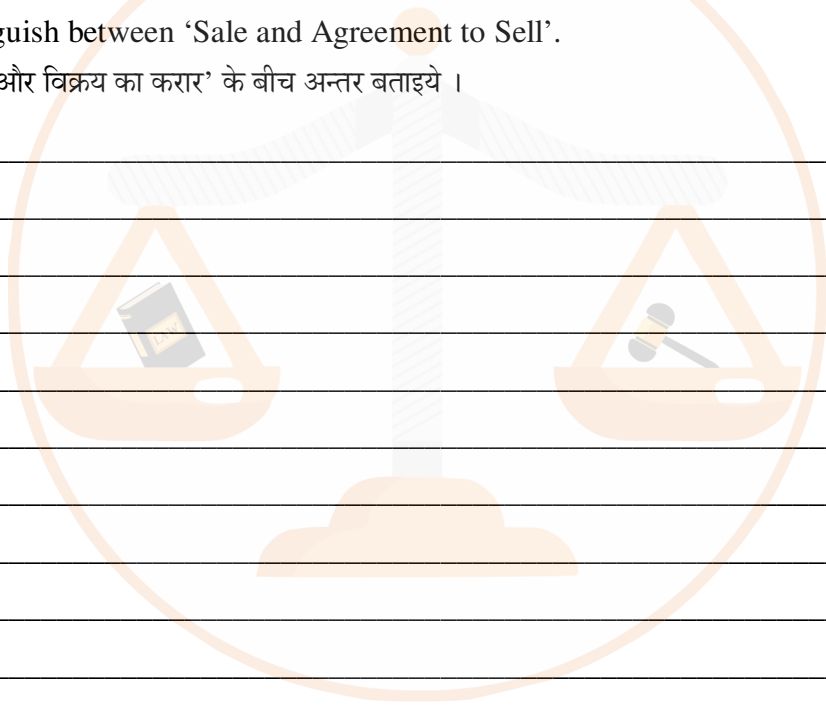 guish between ‘Sale and Agreement to Sell’.
और विक्रय का करार’ के बीच अन्तर बताइये ।
LAW